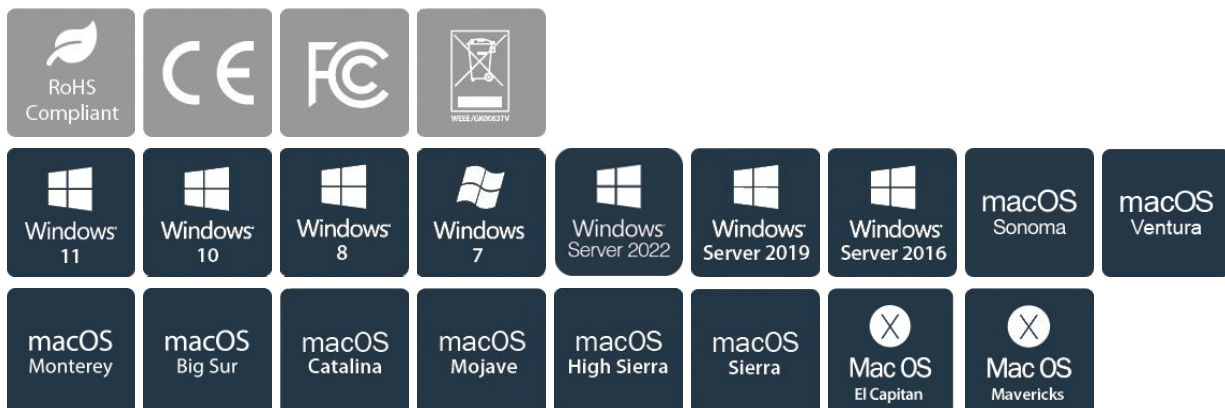 RoHS
Compliant
CE
FC
WEEE/GK0063TV
Windows
11
Windows
10
Windows
8
Windows
7
Windows
Server 2022
Windows
Server 2019
Windows
Server 2016
macOS
Sonoma
macOS
Ventura
macOS
Monterey
macOS
Big Sur
macOS
Catalina
macOS
Mojave
macOS
High Sierra
macOS
Sierra
X
Mac OS
El Capitan
X
Mac OS
Mavericks